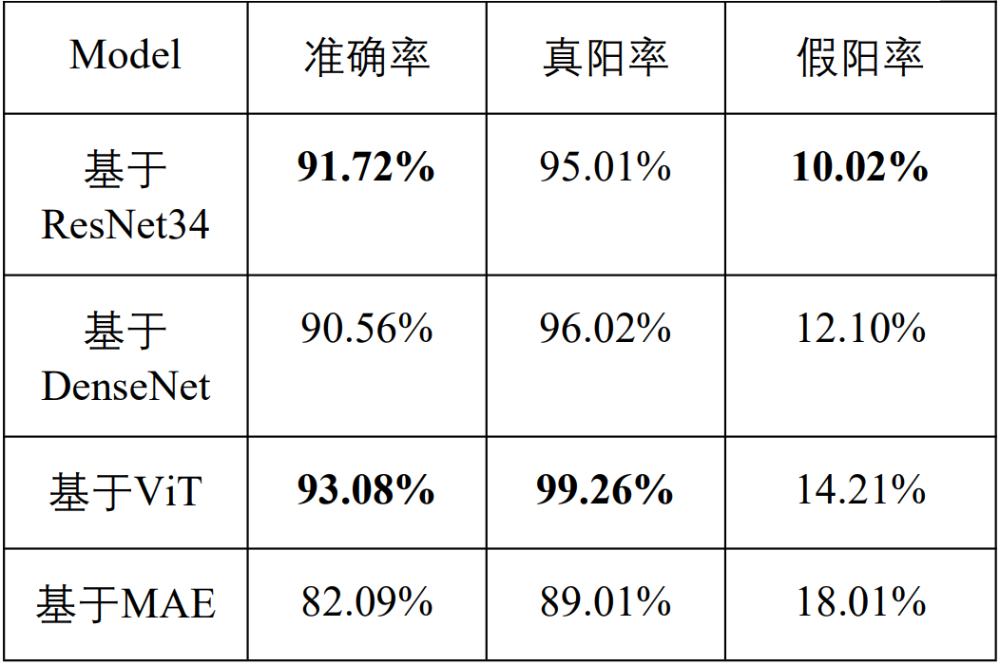 Model 准确率 真阳率 假阳率
基于 91.72% 95.01% 10.02%
ResNet34
基于 90.56% 96.02% 12.10%
DenseNet
基于ViT 93.08% 99.26% 14.21%
基于MAE 82.09% 89.01% 18.01%